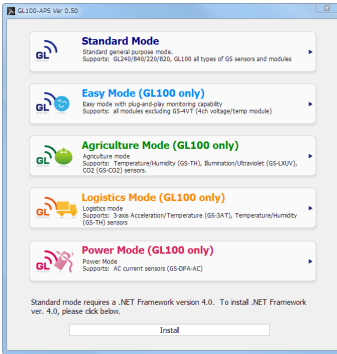 GL100-APS Ver 0.50
GL
Standard Mode
Standard general purpose mode.
Supports: GL240/840/220/820, GL100 all types of GS sensors and modules
GL
Easy Mode (GL100 only)
Easy mode with plug-and-play monitoring capability
Supports: all modules excluding GS-4VT (4ch voltage/temp module)
GL
Agriculture Mode (GL100 only)
Agriculture mode
Supports: Temperature/Humidity (GS-TH), Illumination/Ultraviolet (GS-LXUV),
CO2 (GS-CO2) sensors.
GL
Logistics Mode (GL100 only)
Logistics mode
Supports: 3-axis Acceleration/Temperature (GS-3AT), Temperature/Humidity
(GS-TH) sensors
GL
Power Mode (GL100 only)
Power Mode
Supports: AC current sensors (GS-DPA-AC)
Standard mode requires a .NET Framework version 4.0. To install .NET Framework
ver. 4.0, please click below.
Install